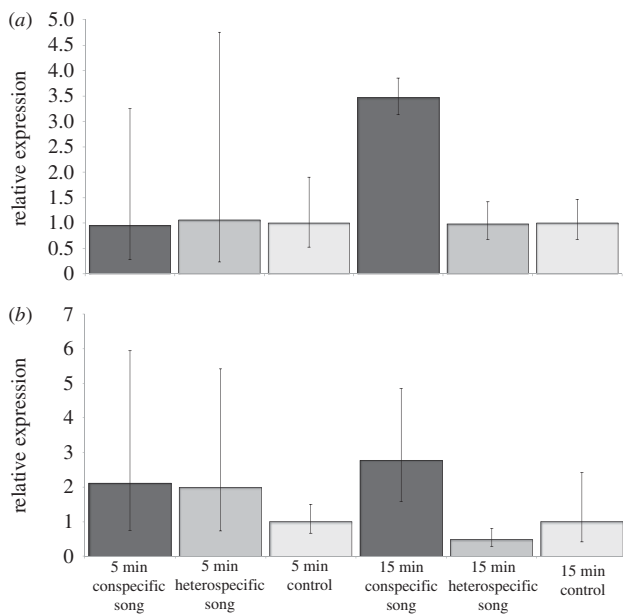 (a)
relative expression
5.0
4.5
4.0
3.5
3.0
2.5
2.0
1.5
1.0
0.5
0
(b)
relative expression
7
6
5
4
3
2
1
0
5 min conspecific song
5 min heterospecific song
5 min control
15 min conspecific song
15 min heterospecific song
15 min control